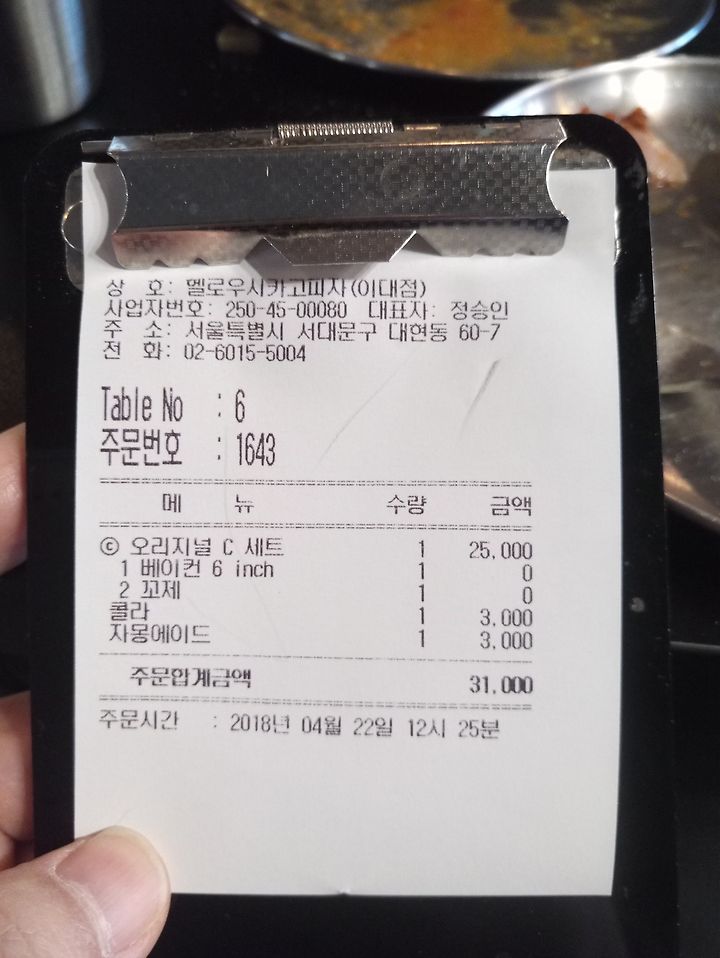 상 호: 멜로우시카고피자(이대점)
사업자번호: 250-45-00080 대표자: 정승인
주 소: 서울특별시 서대문구 대현동 60-7
전 화: 02-6015-5004
Table No : 6
주문번호 : 1643
메 뉴 수량 금액
ⓒ 오리지널 C 세트 1 25,000
1 베이컨 6 inch 1 0
2 꼬제 1 0
콜라 1 3,000
자몽에이드 1 3,000
주문합계금액 31,000
주문시간 : 2018년 04월 22일 12시 25분